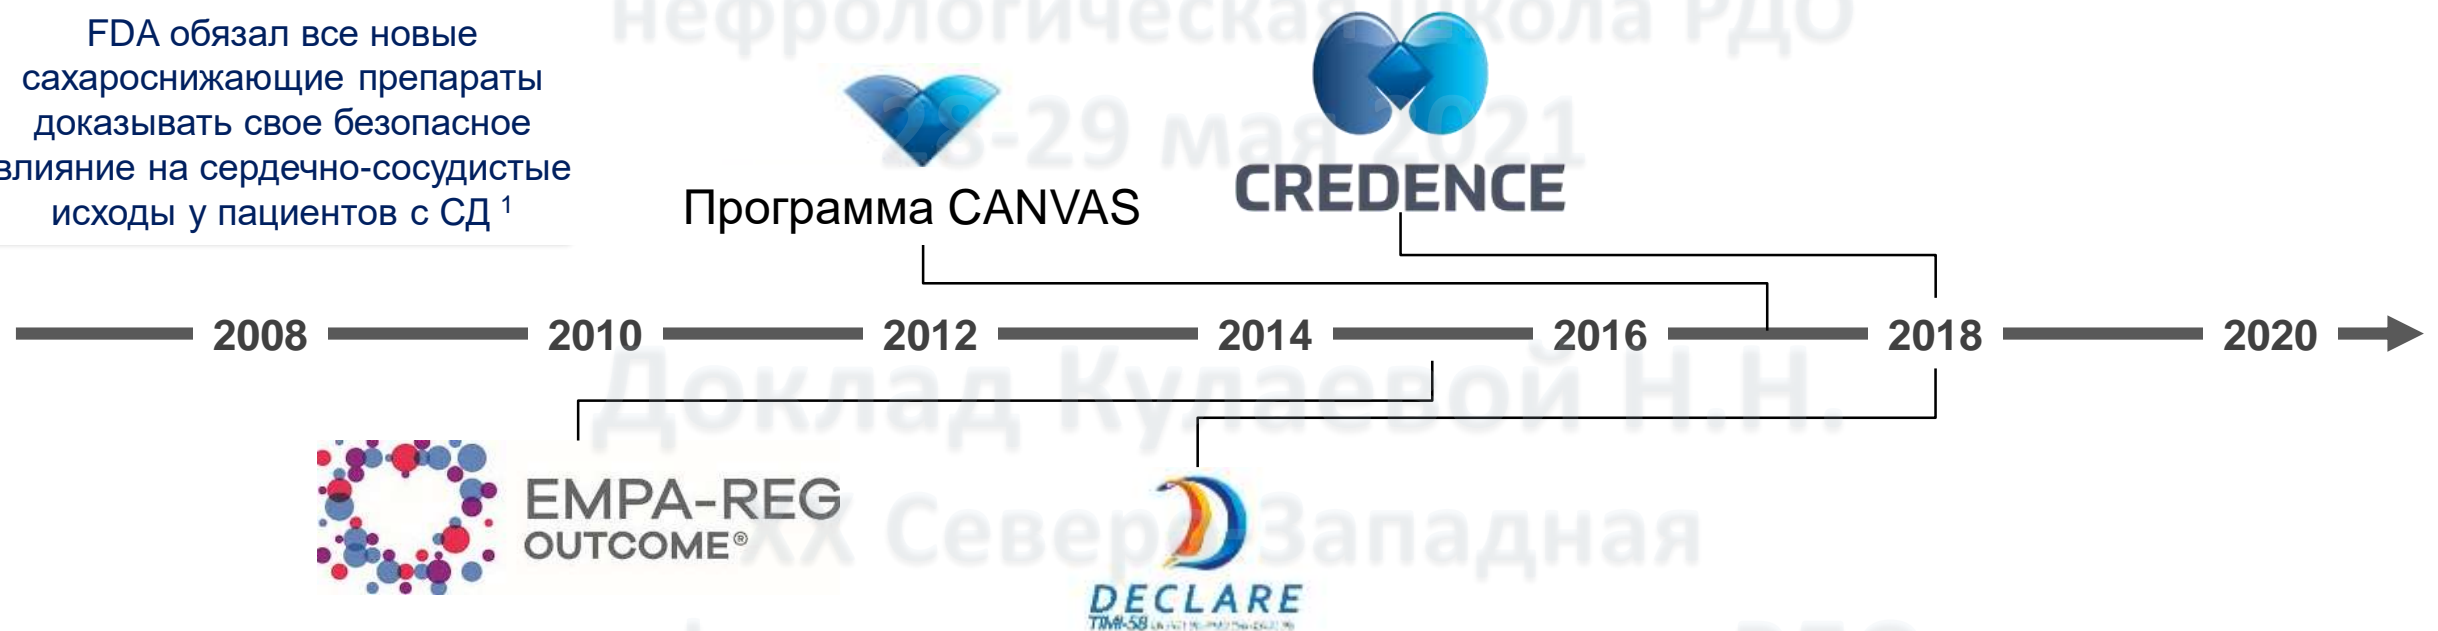 нефрологическая школа РДО
FDA обязал все новые
сахароснижающие препараты
доказывать свое безопасное
влияние на сердечно-сосудистые
исходы у пациентов с СД ¹
28-29 мая 2021
Программа CANVAS
CREDENCE
2008 2010 2012 2014 2016 2018 2020
Доклад Кулаевой Н.Н.
EMPA-REG
OUTCOME®
XX Северо-Западная
DECLARE
TIMI-58